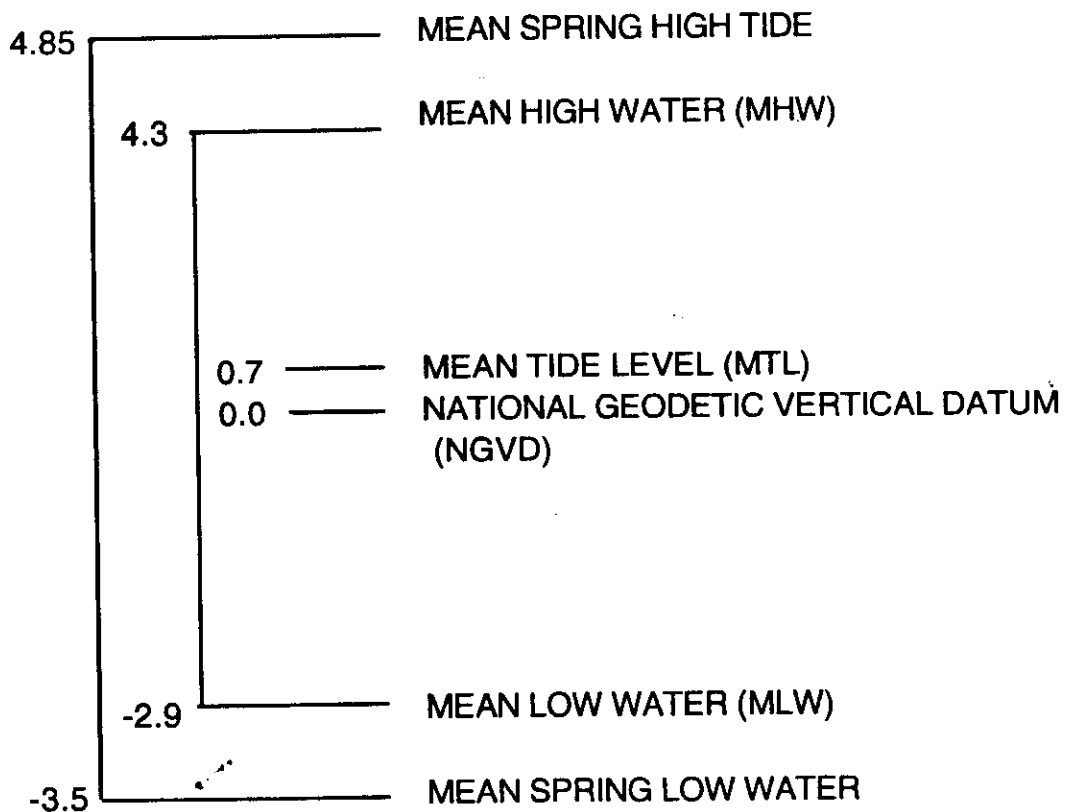 4.85 MEAN SPRING HIGH TIDE
4.3 MEAN HIGH WATER (MHW)
0.7 MEAN TIDE LEVEL (MTL)
0.0 NATIONAL GEODETIC VERTICAL DATUM
(NGVD)
-2.9 MEAN LOW WATER (MLW)
-3.5 MEAN SPRING LOW WATER